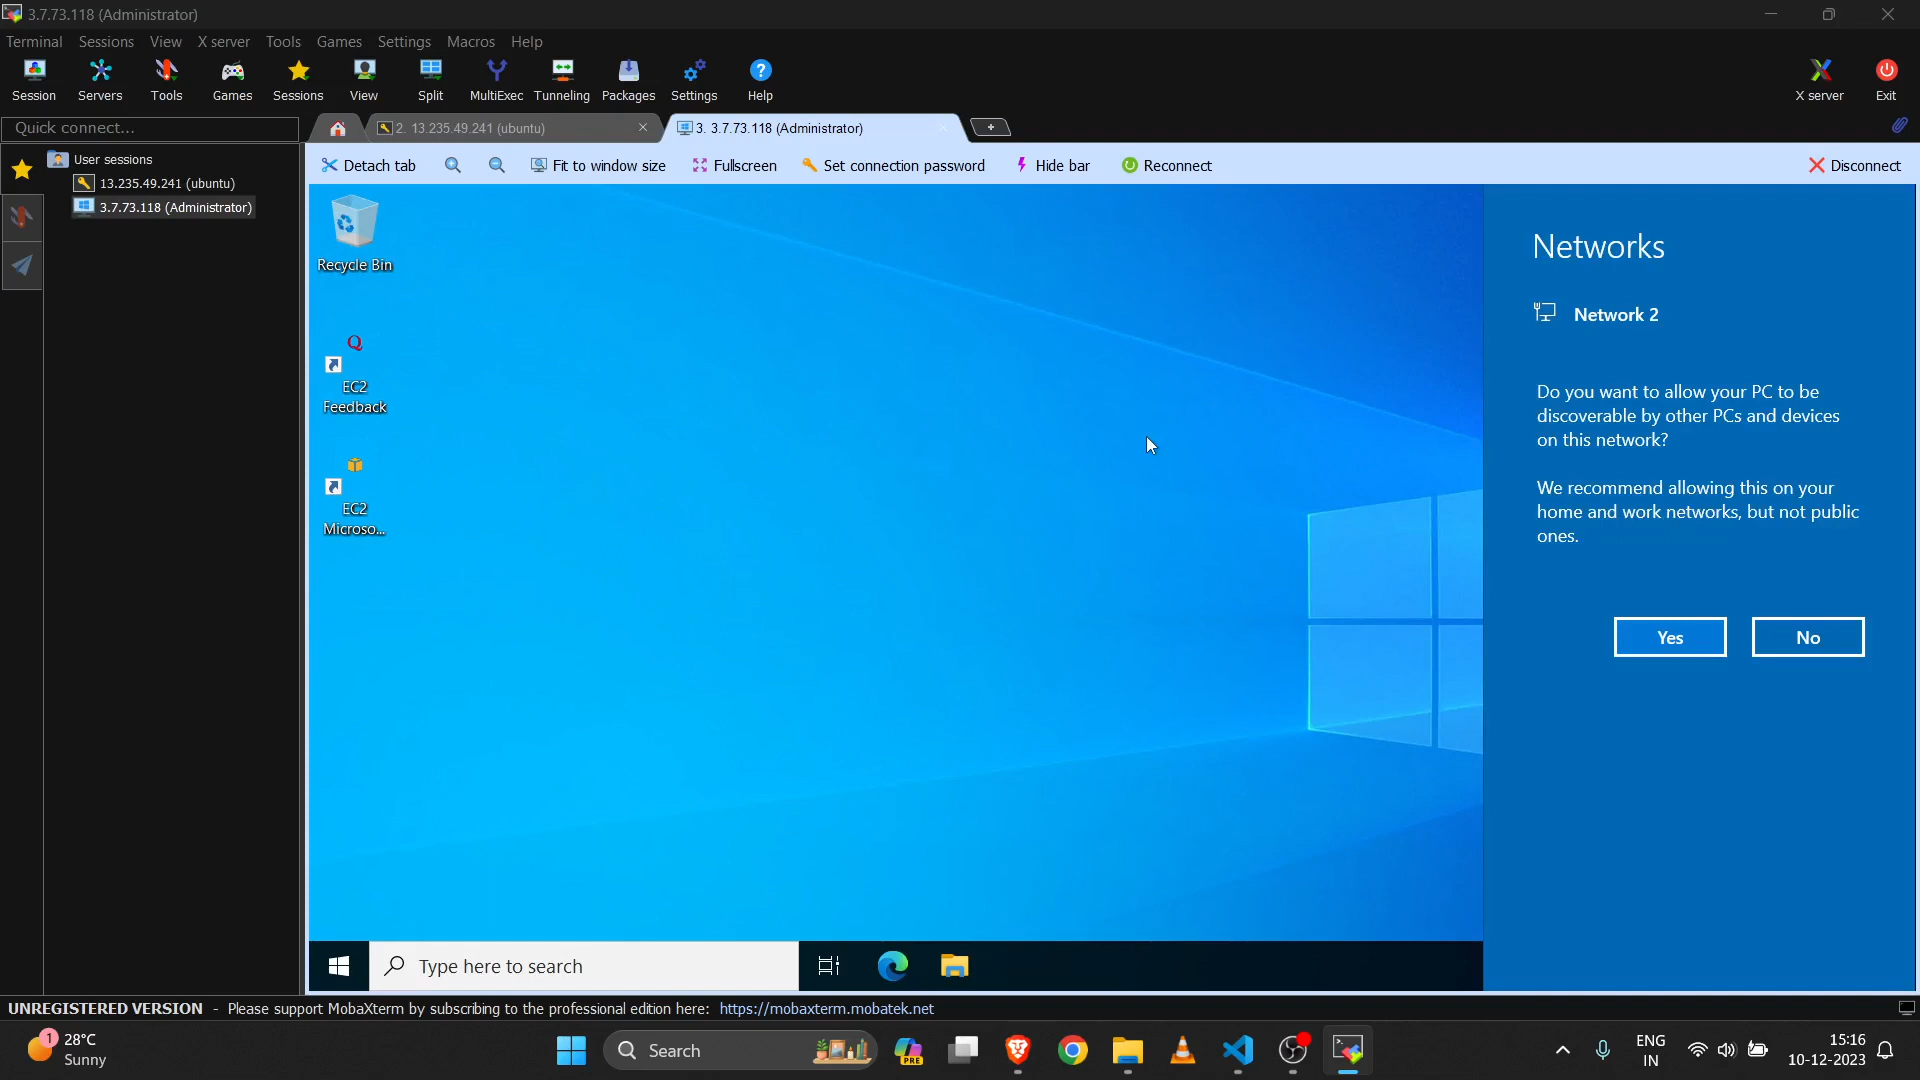 3.7.73.118 (Administrator)
Terminal Sessions View X server Tools Games Settings Macros Help
Session Servers Tools Games Sessions View Split MultiExec Tunneling Packages Settings Help X server Exit
Quick connect...
2. 13.235.49.241 (ubuntu)
3. 3.7.73.118 (Administrator)
User sessions
13.235.49.241 (ubuntu)
3.7.73.118 (Administrator)
Detach tab Fit to window size Fullscreen Set connection password Hide bar Reconnect Disconnect
Recycle Bin
Q
EC2
Feedback
EC2
Microso...
Networks
Network 2
Do you want to allow your PC to be
discoverable by other PCs and devices
on this network?
We recommend allowing this on your
home and work networks, but not public
ones.
Yes No
Type here to search
UNREGISTERED VERSION - Please support MobaXterm by subscribing to the professional edition here: https://mobaxterm.mobatek.net
1
28°C
Sunny
Search
PRE
ENG
IN
15:16
10-12-2023